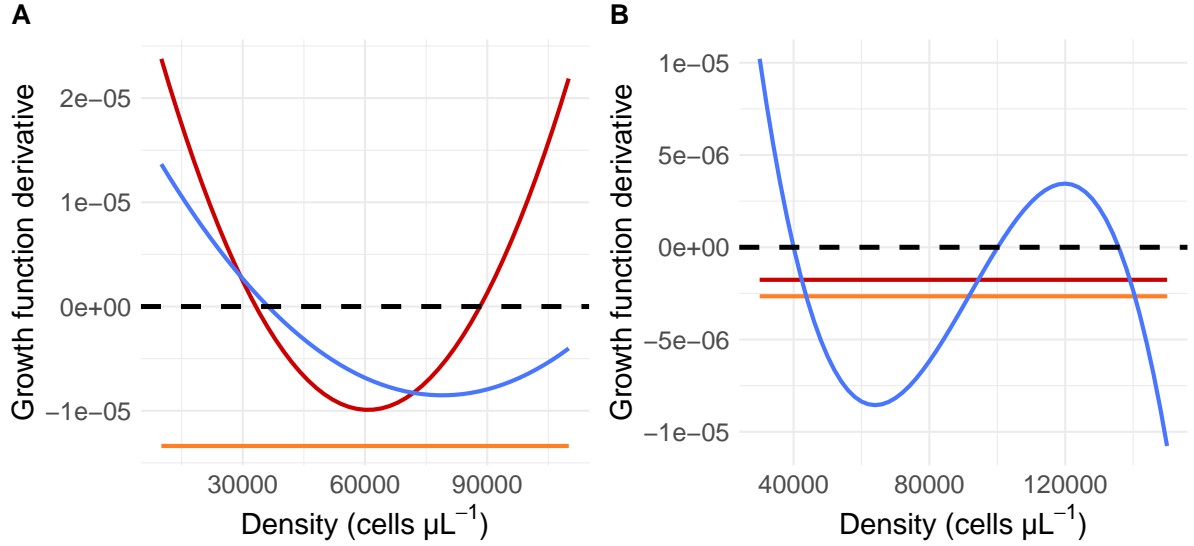 A
Growth function derivative
2e−05
1e−05
0e+00
−1e−05
30000 60000 90000
Density (cells µL⁻¹)
B
Growth function derivative
1e−05
5e−06
0e+00
−5e−06
−1e−05
40000 80000 120000
Density (cells µL⁻¹)